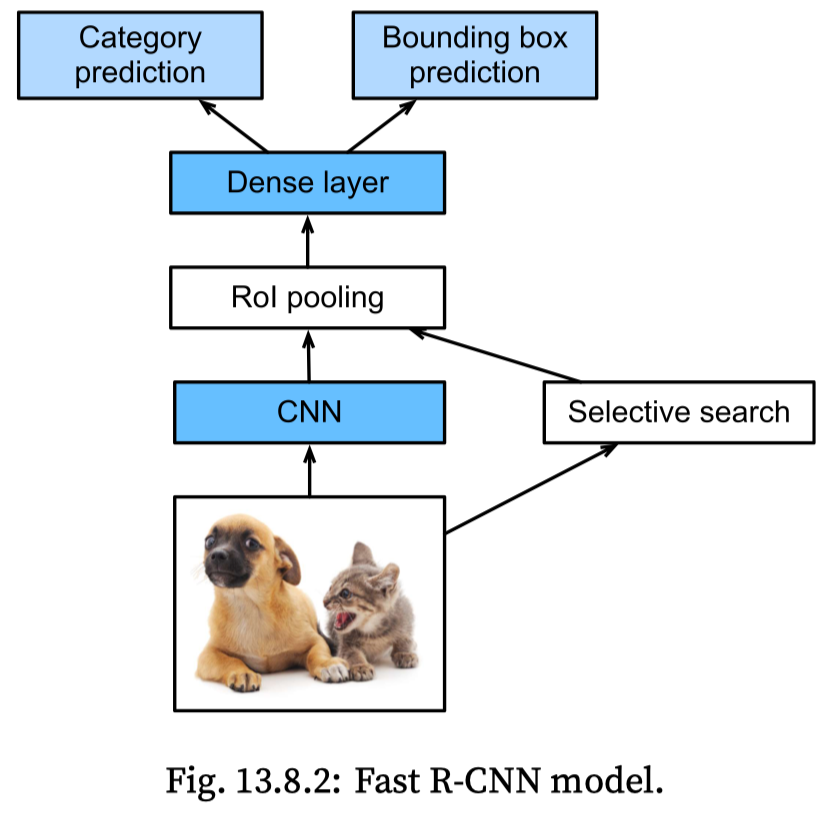 Category
prediction
Bounding box
prediction
Dense layer
RoI pooling
CNN
Selective search
Fig. 13.8.2: Fast R-CNN model.